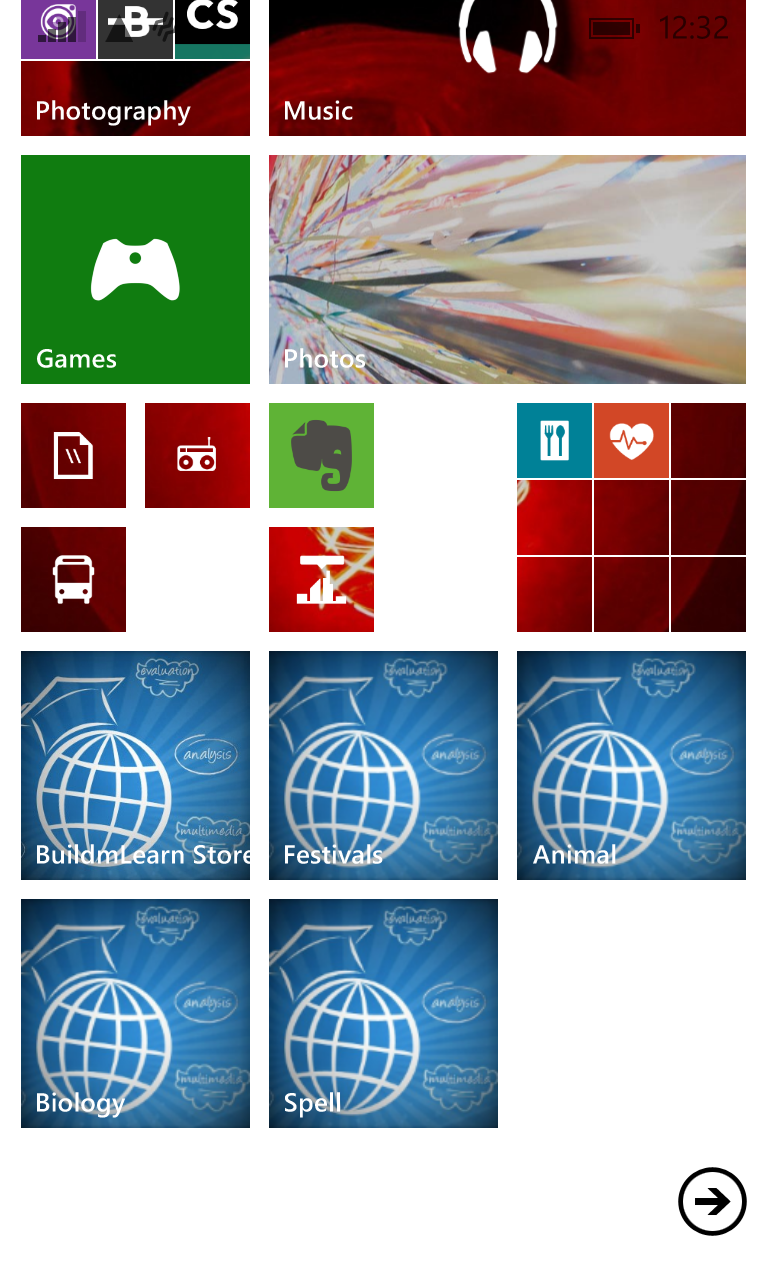 B
CS
12:32
Photography
Music
Games
Photos
evaluation
analysis
multimedia
BuildmLearn Store
evaluation
analysis
multimedia
Festivals
evaluation
analysis
multimedia
Animal
evaluation
analysis
multimedia
Biology
evaluation
analysis
multimedia
Spell